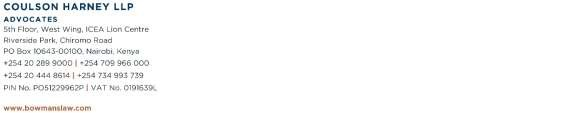 COULSON HARNEY LLP
ADVOCATES
5th Floor, West Wing, ICEA Lion Centre
Riverside Park, Chiromo Road
PO Box 10643-00100, Nairobi, Kenya
+254 20 289 9000 | +254 709 966 000
+254 20 444 8614 | +254 734 993 739
PIN No. PO51229962P | VAT No. 0191639L
www.bowmanslaw.com